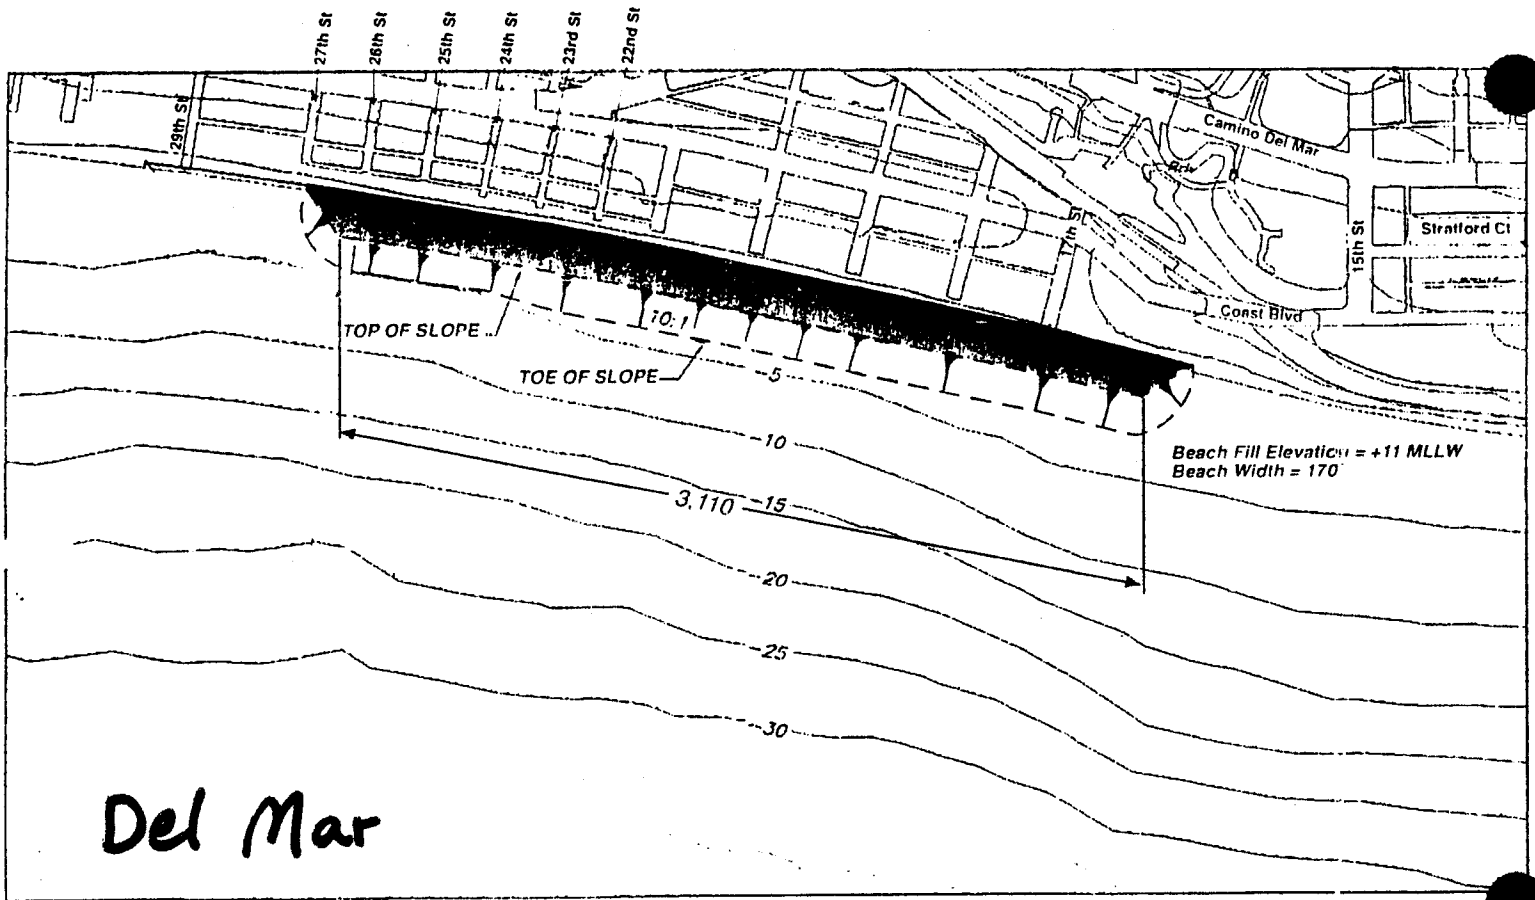 27th St
26th St
25th St
24th St
23rd St
22nd St
29th St
Camino Del Mar
17th St
15th St
Stratford Ct
Coast Blvd
TOP OF SLOPE
10:1
TOE OF SLOPE
5
10
Beach Fill Elevation = +11 MLLW
Beach Width = 170'
3,110
15
20
25
30
Del Mar